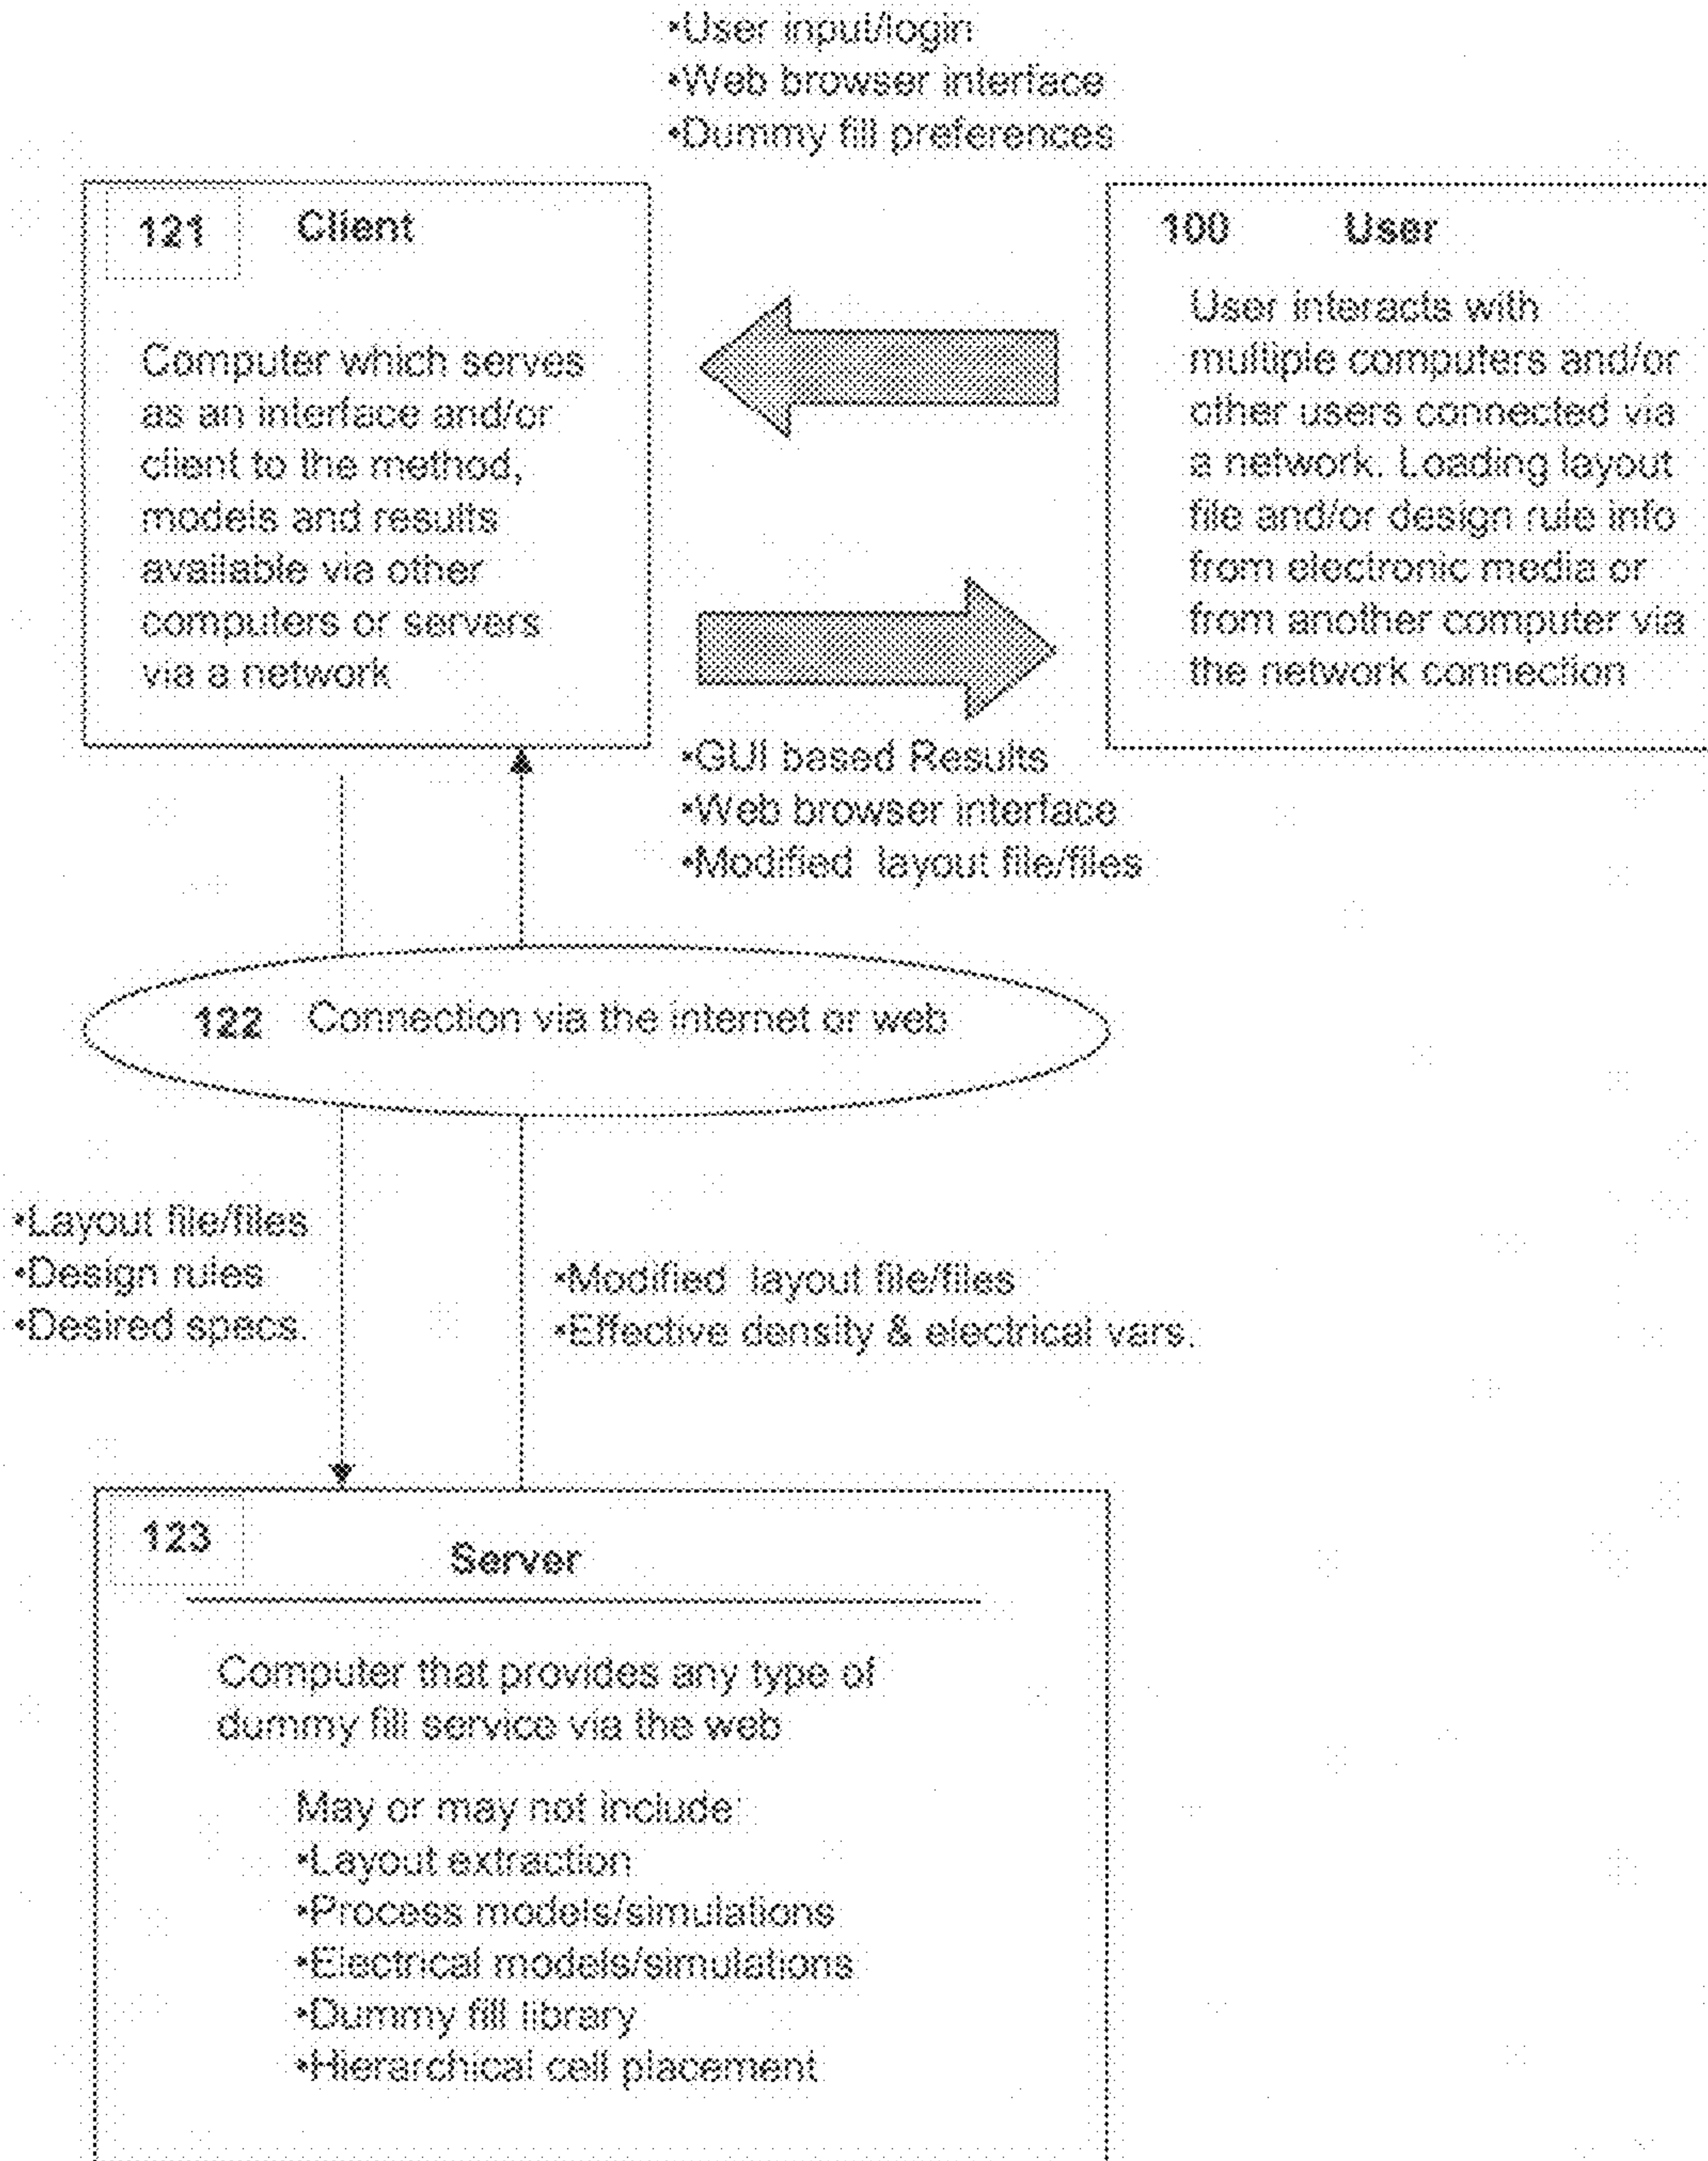 •User input/login
•Web browser interface
•Dummy fill preferences
121 Client
Computer which serves
as an interface and/or
client to the method,
models and results
available via other
computers or servers
via a network
100 User
User interacts with
multiple computers and/or
other users connected via
a network. Loading layout
file and/or design rule info
from electronic media or
from another computer via
the network connection
•GUI based Results
•Web browser interface
•Modified layout file/files
122 Connection via the internet or web
•Layout file/files
•Design rules
•Desired specs.
•Modified layout file/files
•Effective density & electrical vars.
123
Server
Computer that provides any type of
dummy fill service via the web
May or may not include:
•Layout extraction
•Process models/simulations
•Electrical models/simulations
•Dummy fill library
•Hierarchical cell placement